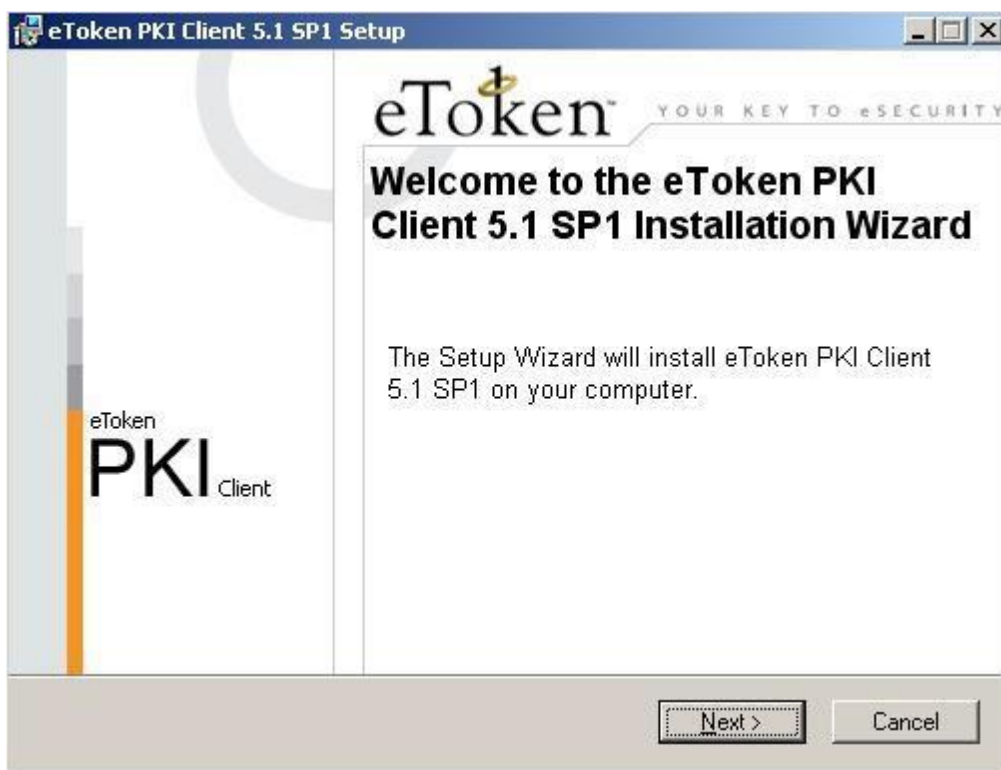 eToken PKI Client 5.1 SP1 Setup
eToken™ YOUR KEY TO eSECURITY
Welcome to the eToken PKI
Client 5.1 SP1 Installation Wizard
The Setup Wizard will install eToken PKI Client
5.1 SP1 on your computer.
eToken
PKI Client
Next >
Cancel